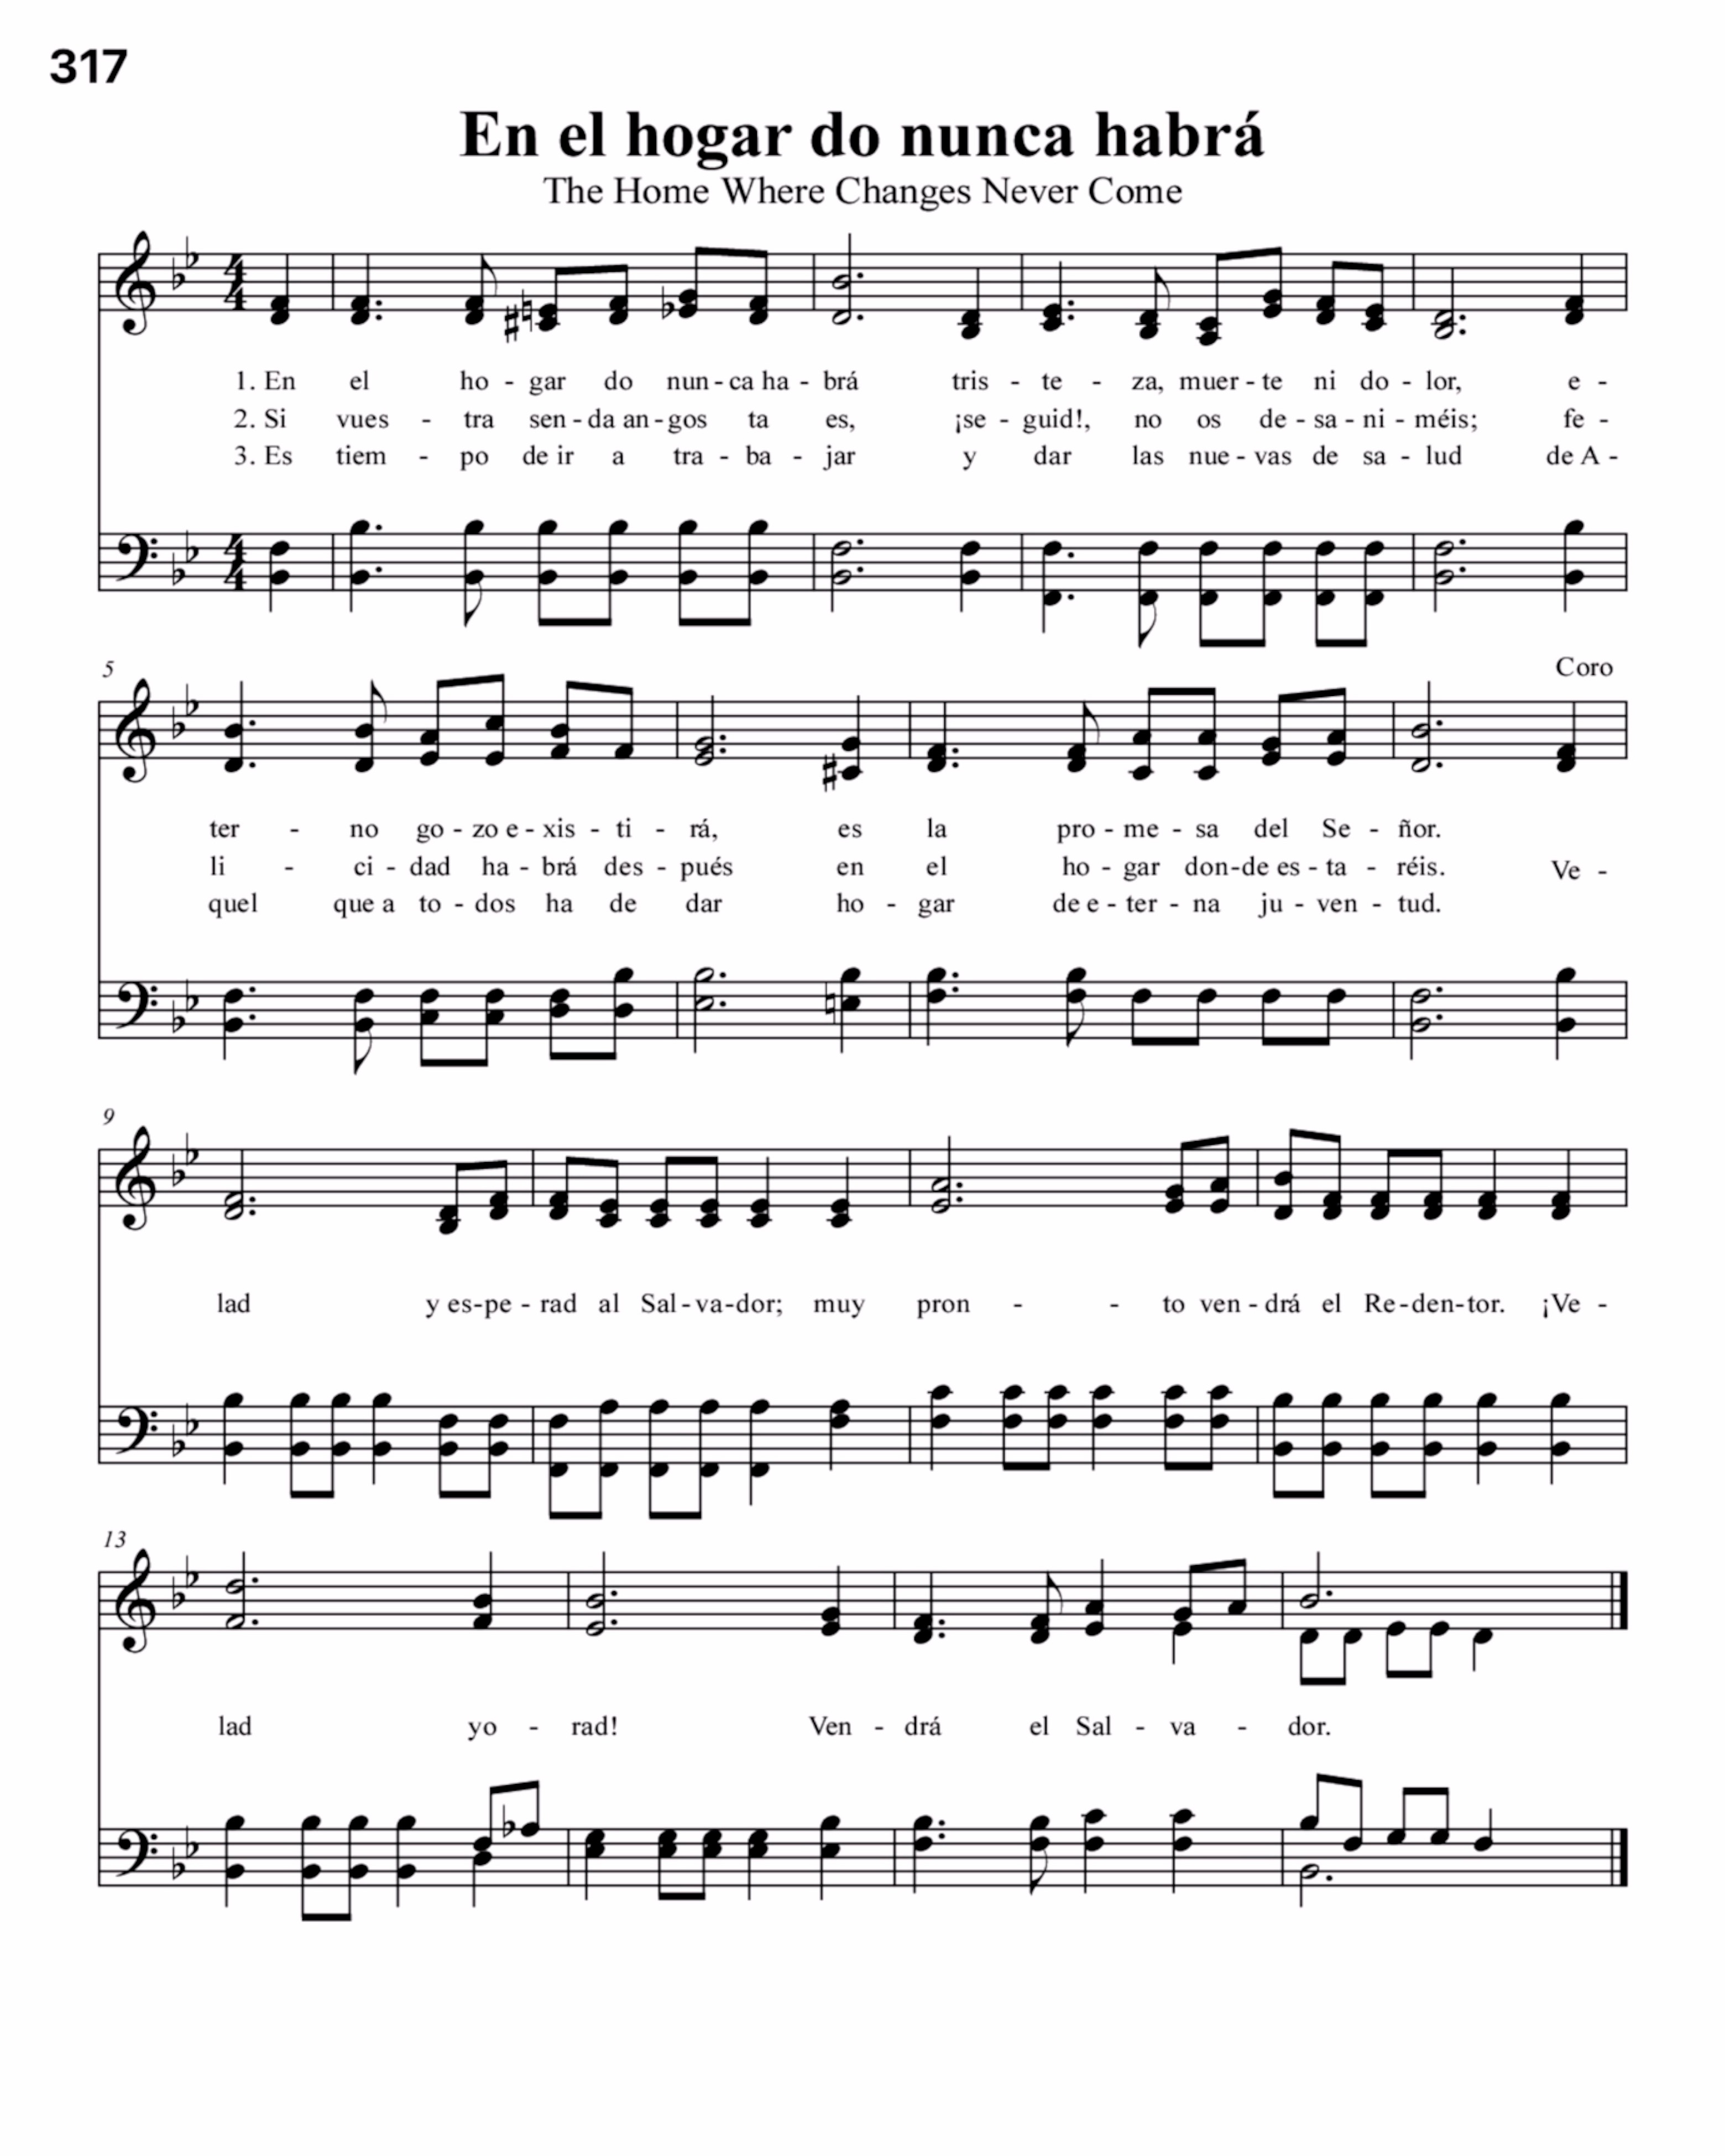 317
En el hogar do nunca habrá
The Home Where Changes Never Come
1. En el ho - gar do nun - ca ha - brá tris - te - za, muer - te ni do - lor, e -
2. Si vues - tra sen - da an - gos ta es, ¡se - guid!, no os de - sa - ni - méis; fe -
3. Es tiem - po de ir a tra - ba - jar y dar las nue - vas de sa - lud de A -
5
Coro
ter - no go - zo e - xis - ti - rá, es la pro - me - sa del Se - ñor.
li - ci - dad ha - brá des - pués en el ho - gar don - de es - ta - réis. Ve -
quel que a to - dos ha de dar ho - gar de e - ter - na ju - ven - tud.
9
lad y es - pe - rad al Sal - va - dor; muy pron - - to ven - drá el Re - den - tor. ¡Ve -
13
lad yo - rad! Ven - drá el Sal - va - dor.